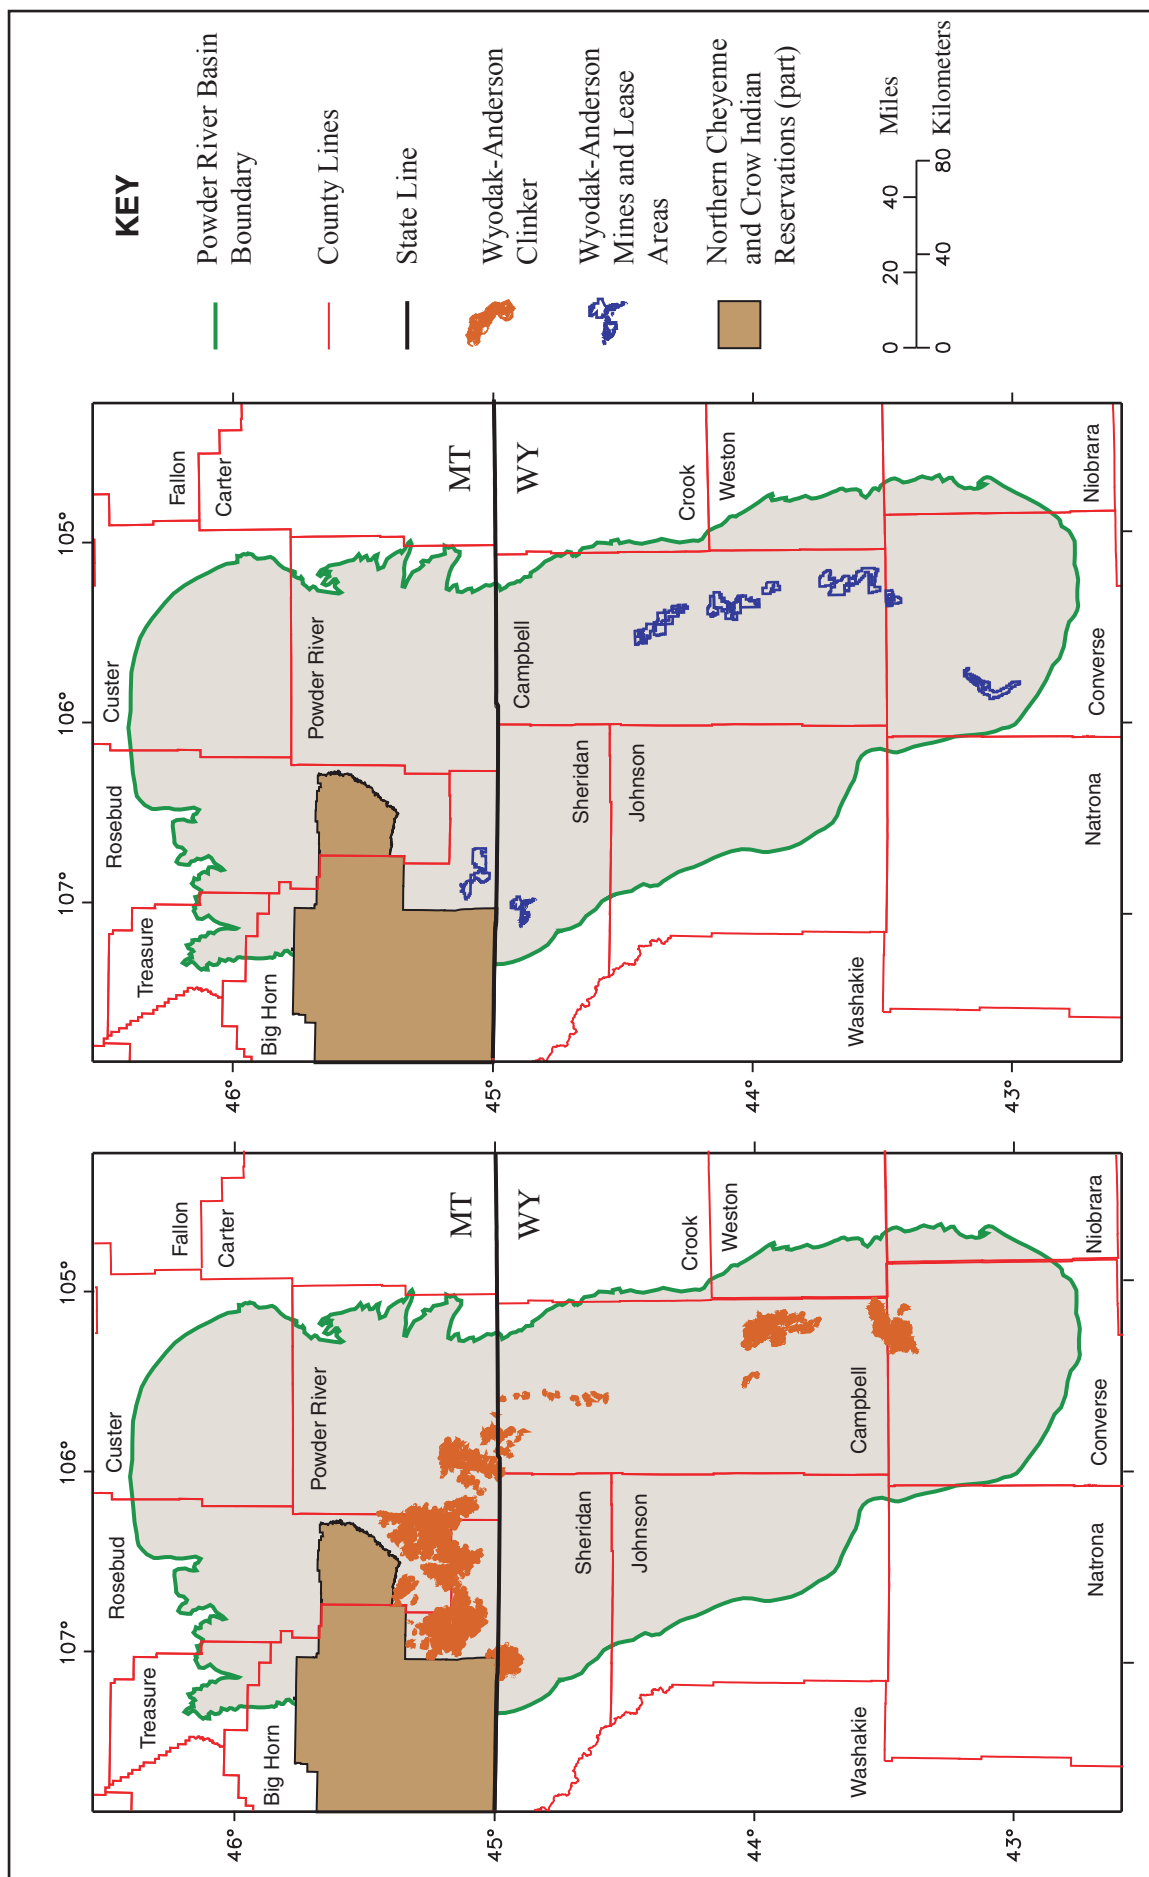 107°
106°
105°
Treasure
Rosebud
Custer
Fallon
Carter
46°
Big Horn
Powder River
MT
45°
WY
Sheridan
Johnson
Crook
Weston
44°
Washakie
Campbell
43°
Natrona
Converse
Niobrara
107°
106°
105°
Treasure
Rosebud
Custer
Fallon
Carter
46°
Big Horn
Powder River
MT
45°
WY
Campbell
Sheridan
Johnson
Crook
Weston
44°
Washakie
43°
Natrona
Converse
Niobrara
KEY
Powder River Basin
Boundary
County Lines
State Line
Wyodak-Anderson
Clinker
Wyodak-Anderson
Mines and Lease
Areas
Northern Cheyenne
and Crow Indian
Reservations (part)
0 20 40 Miles
0 40 80 Kilometers